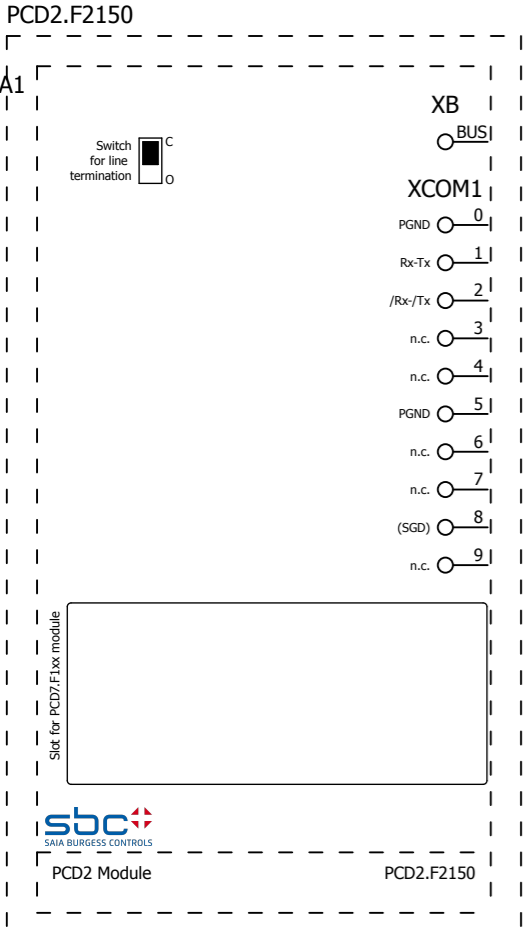 PCD2.F2150
A1
XB
BUS
Switch
for line
termination
C
O
XCOM1
PGND 0
Rx-Tx 1
/Rx-/Tx 2
n.c. 3
n.c. 4
PGND 5
n.c. 6
n.c. 7
(SGD) 8
n.c. 9
Slot for PCD7.F1xx module
sbc
SAIA BURGESS CONTROLS
PCD2 Module PCD2.F2150